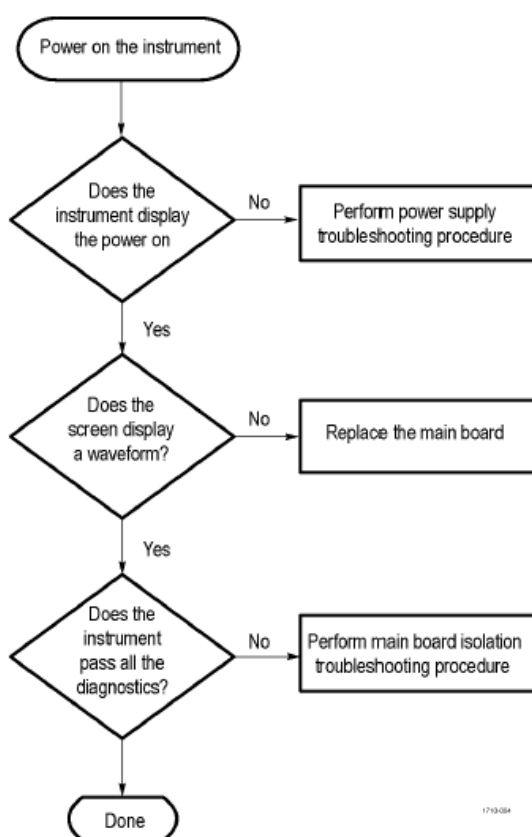 Power on the instrument
Does the
instrument display
the power on
No
Perform power supply
troubleshooting procedure
Yes
Does the
screen display
a waveform?
No
Replace the main board
Yes
Does the
instrument
pass all the
diagnostics?
No
Perform main board isolation
troubleshooting procedure
Done